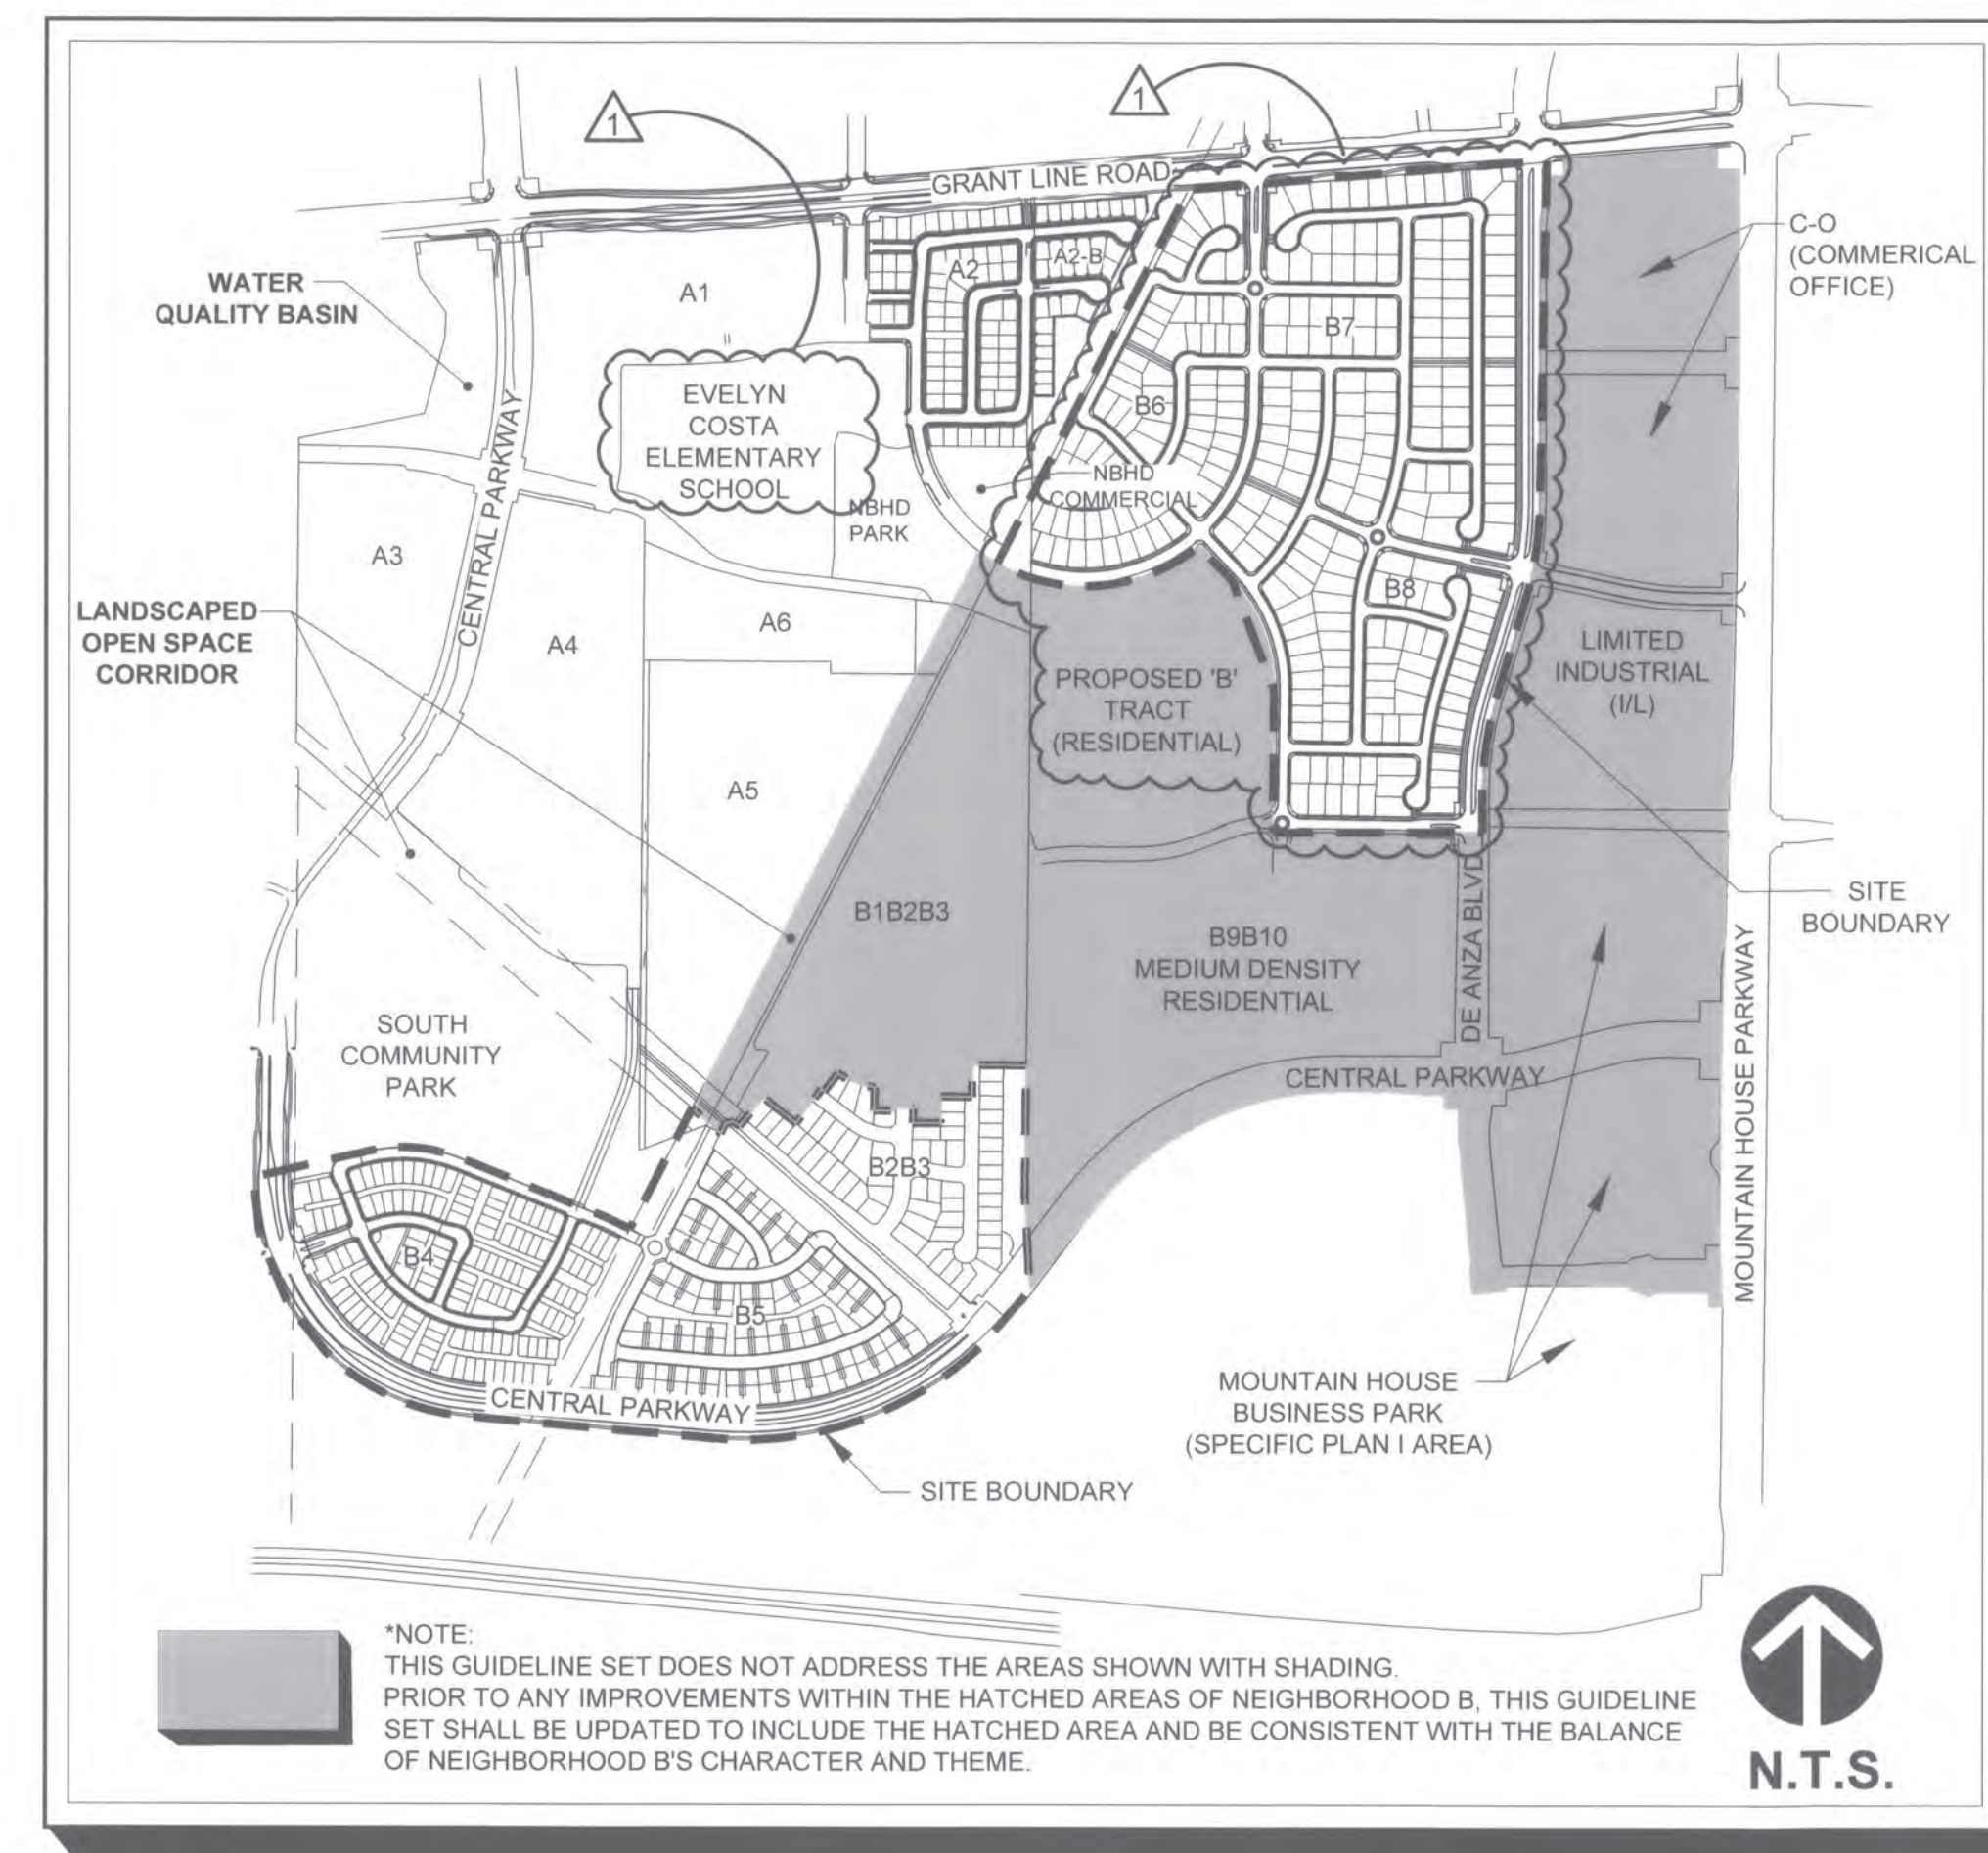 1
1
GRANT LINE ROAD
C-O
(COMMERICAL
OFFICE)
WATER
QUALITY BASIN
A1
A2
A2-B
B7
EVELYN
COSTA
ELEMENTARY
SCHOOL
B6
NBHD
COMMERCIAL
NBHD
PARK
CENTRAL PARKWAY
A3
A4
A6
B8
LANDSCAPED
OPEN SPACE
CORRIDOR
PROPOSED 'B'
TRACT
(RESIDENTIAL)
LIMITED
INDUSTRIAL
(I/L)
A5
B1B2B3
B9B10
MEDIUM DENSITY
RESIDENTIAL
DE ANZA BLVD
SITE
BOUNDARY
MOUNTAIN HOUSE PARKWAY
SOUTH
COMMUNITY
PARK
CENTRAL PARKWAY
B2B3
B4
B5
CENTRAL PARKWAY
MOUNTAIN HOUSE
BUSINESS PARK
(SPECIFIC PLAN I AREA)
SITE BOUNDARY
*NOTE:
THIS GUIDELINE SET DOES NOT ADDRESS THE AREAS SHOWN WITH SHADING.
PRIOR TO ANY IMPROVEMENTS WITHIN THE HATCHED AREAS OF NEIGHBORHOOD B, THIS GUIDELINE
SET SHALL BE UPDATED TO INCLUDE THE HATCHED AREA AND BE CONSISTENT WITH THE BALANCE
OF NEIGHBORHOOD B'S CHARACTER AND THEME.
N.T.S.